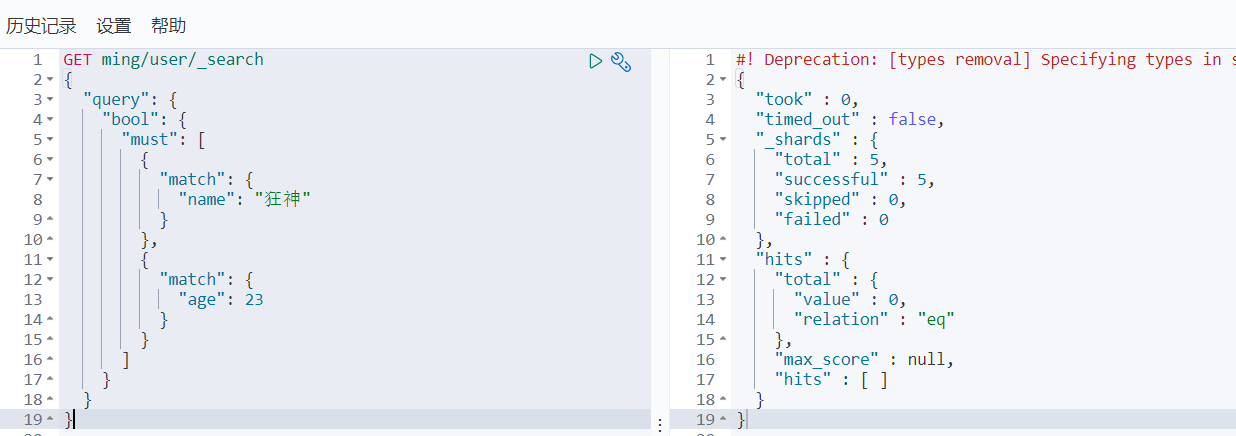 历史记录 设置 帮助
1 GET ming/user/_search
2 {
3 "query": {
4 "bool": {
5 "must": [
6 {
7 "match": {
8 "name": "狂神"
9 }
10 },
11 {
12 "match": {
13 "age": 23
14 }
15 }
16 ]
17 }
18 }
19 }
1 #! Deprecation: [types removal] Specifying types in s
2 {
3 "took" : 0,
4 "timed_out" : false,
5 "_shards" : {
6 "total" : 5,
7 "successful" : 5,
8 "skipped" : 0,
9 "failed" : 0
10 },
11 "hits" : {
12 "total" : {
13 "value" : 0,
14 "relation" : "eq"
15 },
16 "max_score" : null,
17 "hits" : [ ]
18 }
19 }